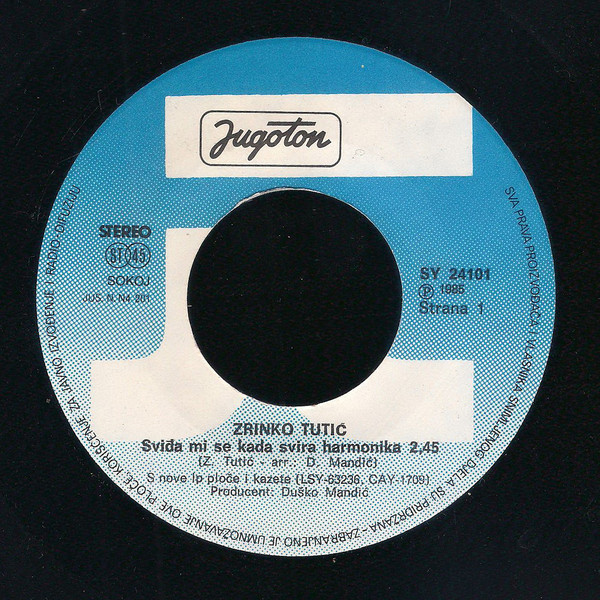 Jugoton
STEREO
ST 45
SOKOJ
JUS. N. N4 201
SY 24101
℗ 1985
Strana 1
ZRINKO TUTIĆ
Sviđa mi se kada svira harmonika 2,45
(Z. Tutić - arr.: D. Mandić)
S nove lp ploče i kazete (LSY-63236, CAY-1709)
Producent: Duško Mandić
SVA PRAVA PROIZVOĐAČA I VLASNIKA SNIMLJENOG DJELA SU PRIDRŽANA - ZABRANJENO JE UMNOŽAVANJE OVE PLOČE, KORIŠĆENJE ZA JAVNO IZVOĐENJE I RADIO-DIFUZIJU